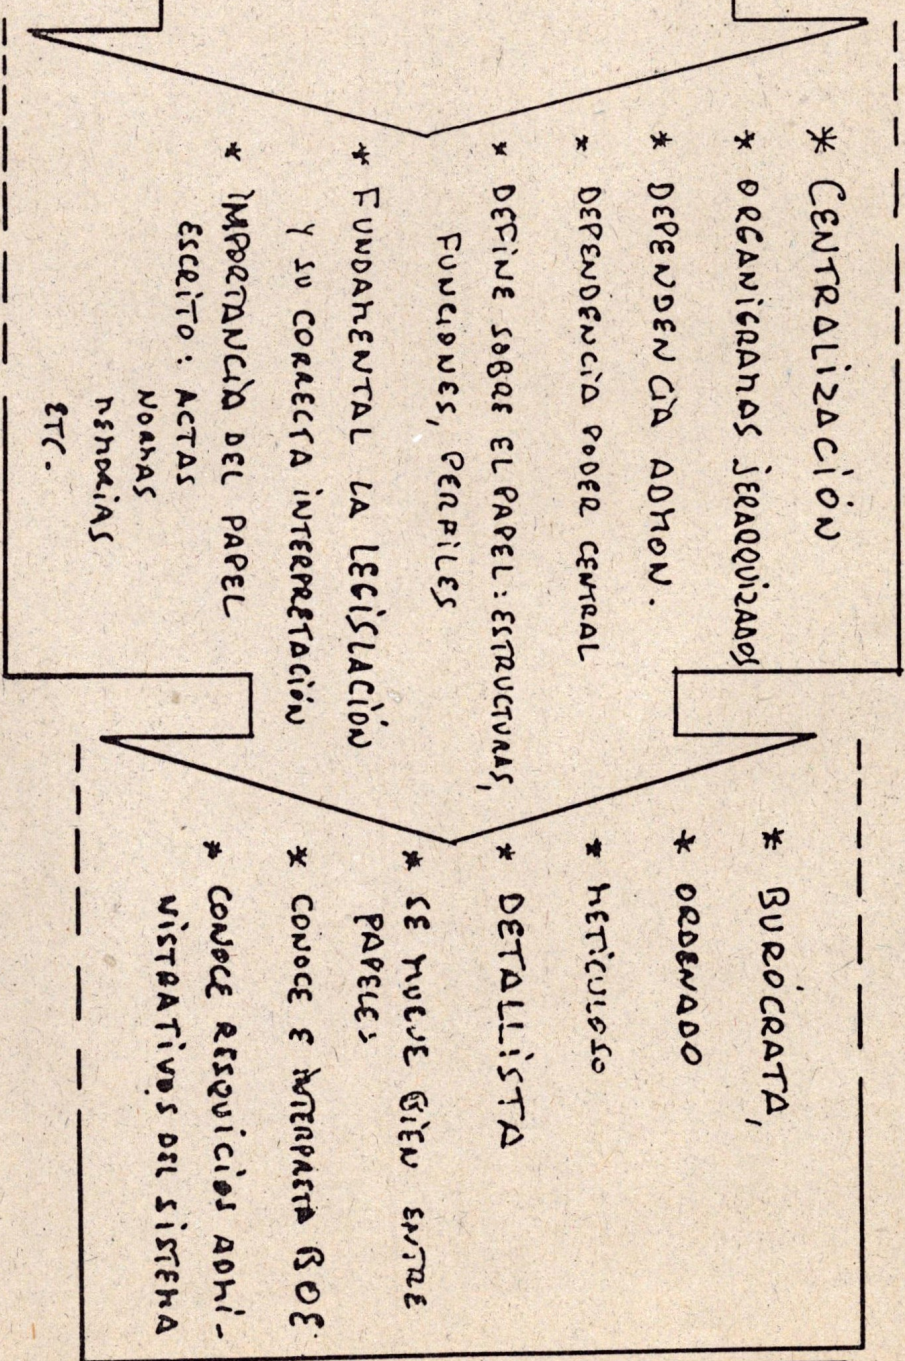 * CENTRALIZACIÓN
* ORGANIGRAMAS JERARQUIZADOS
* DEPENDENCIA ADMON.
* DEPENDENCIA PODER CENTRAL
* DEFINE SOBRE EL PAPEL: ESTRUCTURAS,
FUNCIONES, PERFILES
* FUNDAMENTAL LA LEGISLACIÓN
Y SU CORRECTA INTERPRETACIÓN
* IMPORTANCIA DEL PAPEL
ESCRITO: ACTAS
NORMAS
MEMORIAS
ETC.
* BURÓCRATA,
* ORDENADO
* METICULOSO
* DETALLISTA
* SE MUEVE BIEN ENTRE
PAPELES
* CONOCE E INTERPRETA BOE.
* CONOCE RESQUICIOS ADMI-
NISTRATIVOS DEL SISTEMA